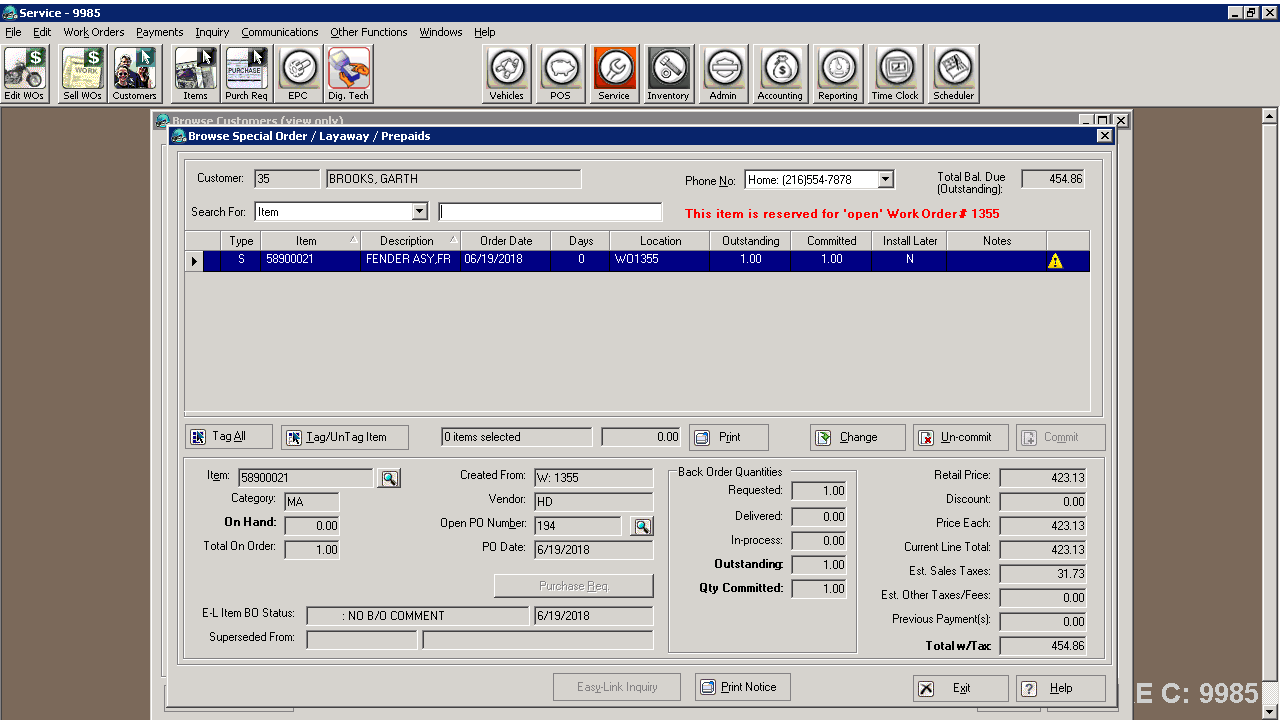 Service - 9985
File Edit Work Orders Payments Inquiry Communications Other Functions Windows Help
Edit WOs Sell WOs Customers Items Purch Req EPC Dig. Tech Vehicles POS Service Inventory Admin Accounting Reporting Time Clock Scheduler
Browse Customers (view only)
Browse Special Order / Layaway / Prepaids
Customer: 35 BROOKS, GARTH Phone No: Home: (216)554-7878 Total Bal. Due (Outstanding): 454.86
Search For: Item This item is reserved for 'open' Work Order# 1355
Type Item Description Order Date Days Location Outstanding Committed Install Later Notes
S 58900021 FENDER ASY,FR 06/19/2018 0 WO1355 1.00 1.00 N
Tag All Tag/UnTag Item 0 items selected 0.00 Print Change Un-commit Commit
Item: 58900021 Created From: W: 1355 Back Order Quantities Retail Price: 423.13
Category: MA Vendor: HD Requested: 1.00 Discount: 0.00
On Hand: 0.00 Open PO Number: 194 Delivered: 0.00 Price Each: 423.13
Total On Order: 1.00 PO Date: 6/19/2018 In-process: 0.00 Current Line Total: 423.13
Outstanding: 1.00 Est. Sales Taxes: 31.73
Purchase Req. Qty Committed: 1.00 Est. Other Taxes/Fees: 0.00
E-L Item BO Status: : NO B/O COMMENT 6/19/2018 Previous Payment(s): 0.00
Superseded From: Total w/Tax: 454.86
Easy-Link Inquiry Print Notice Exit Help
E C: 9985